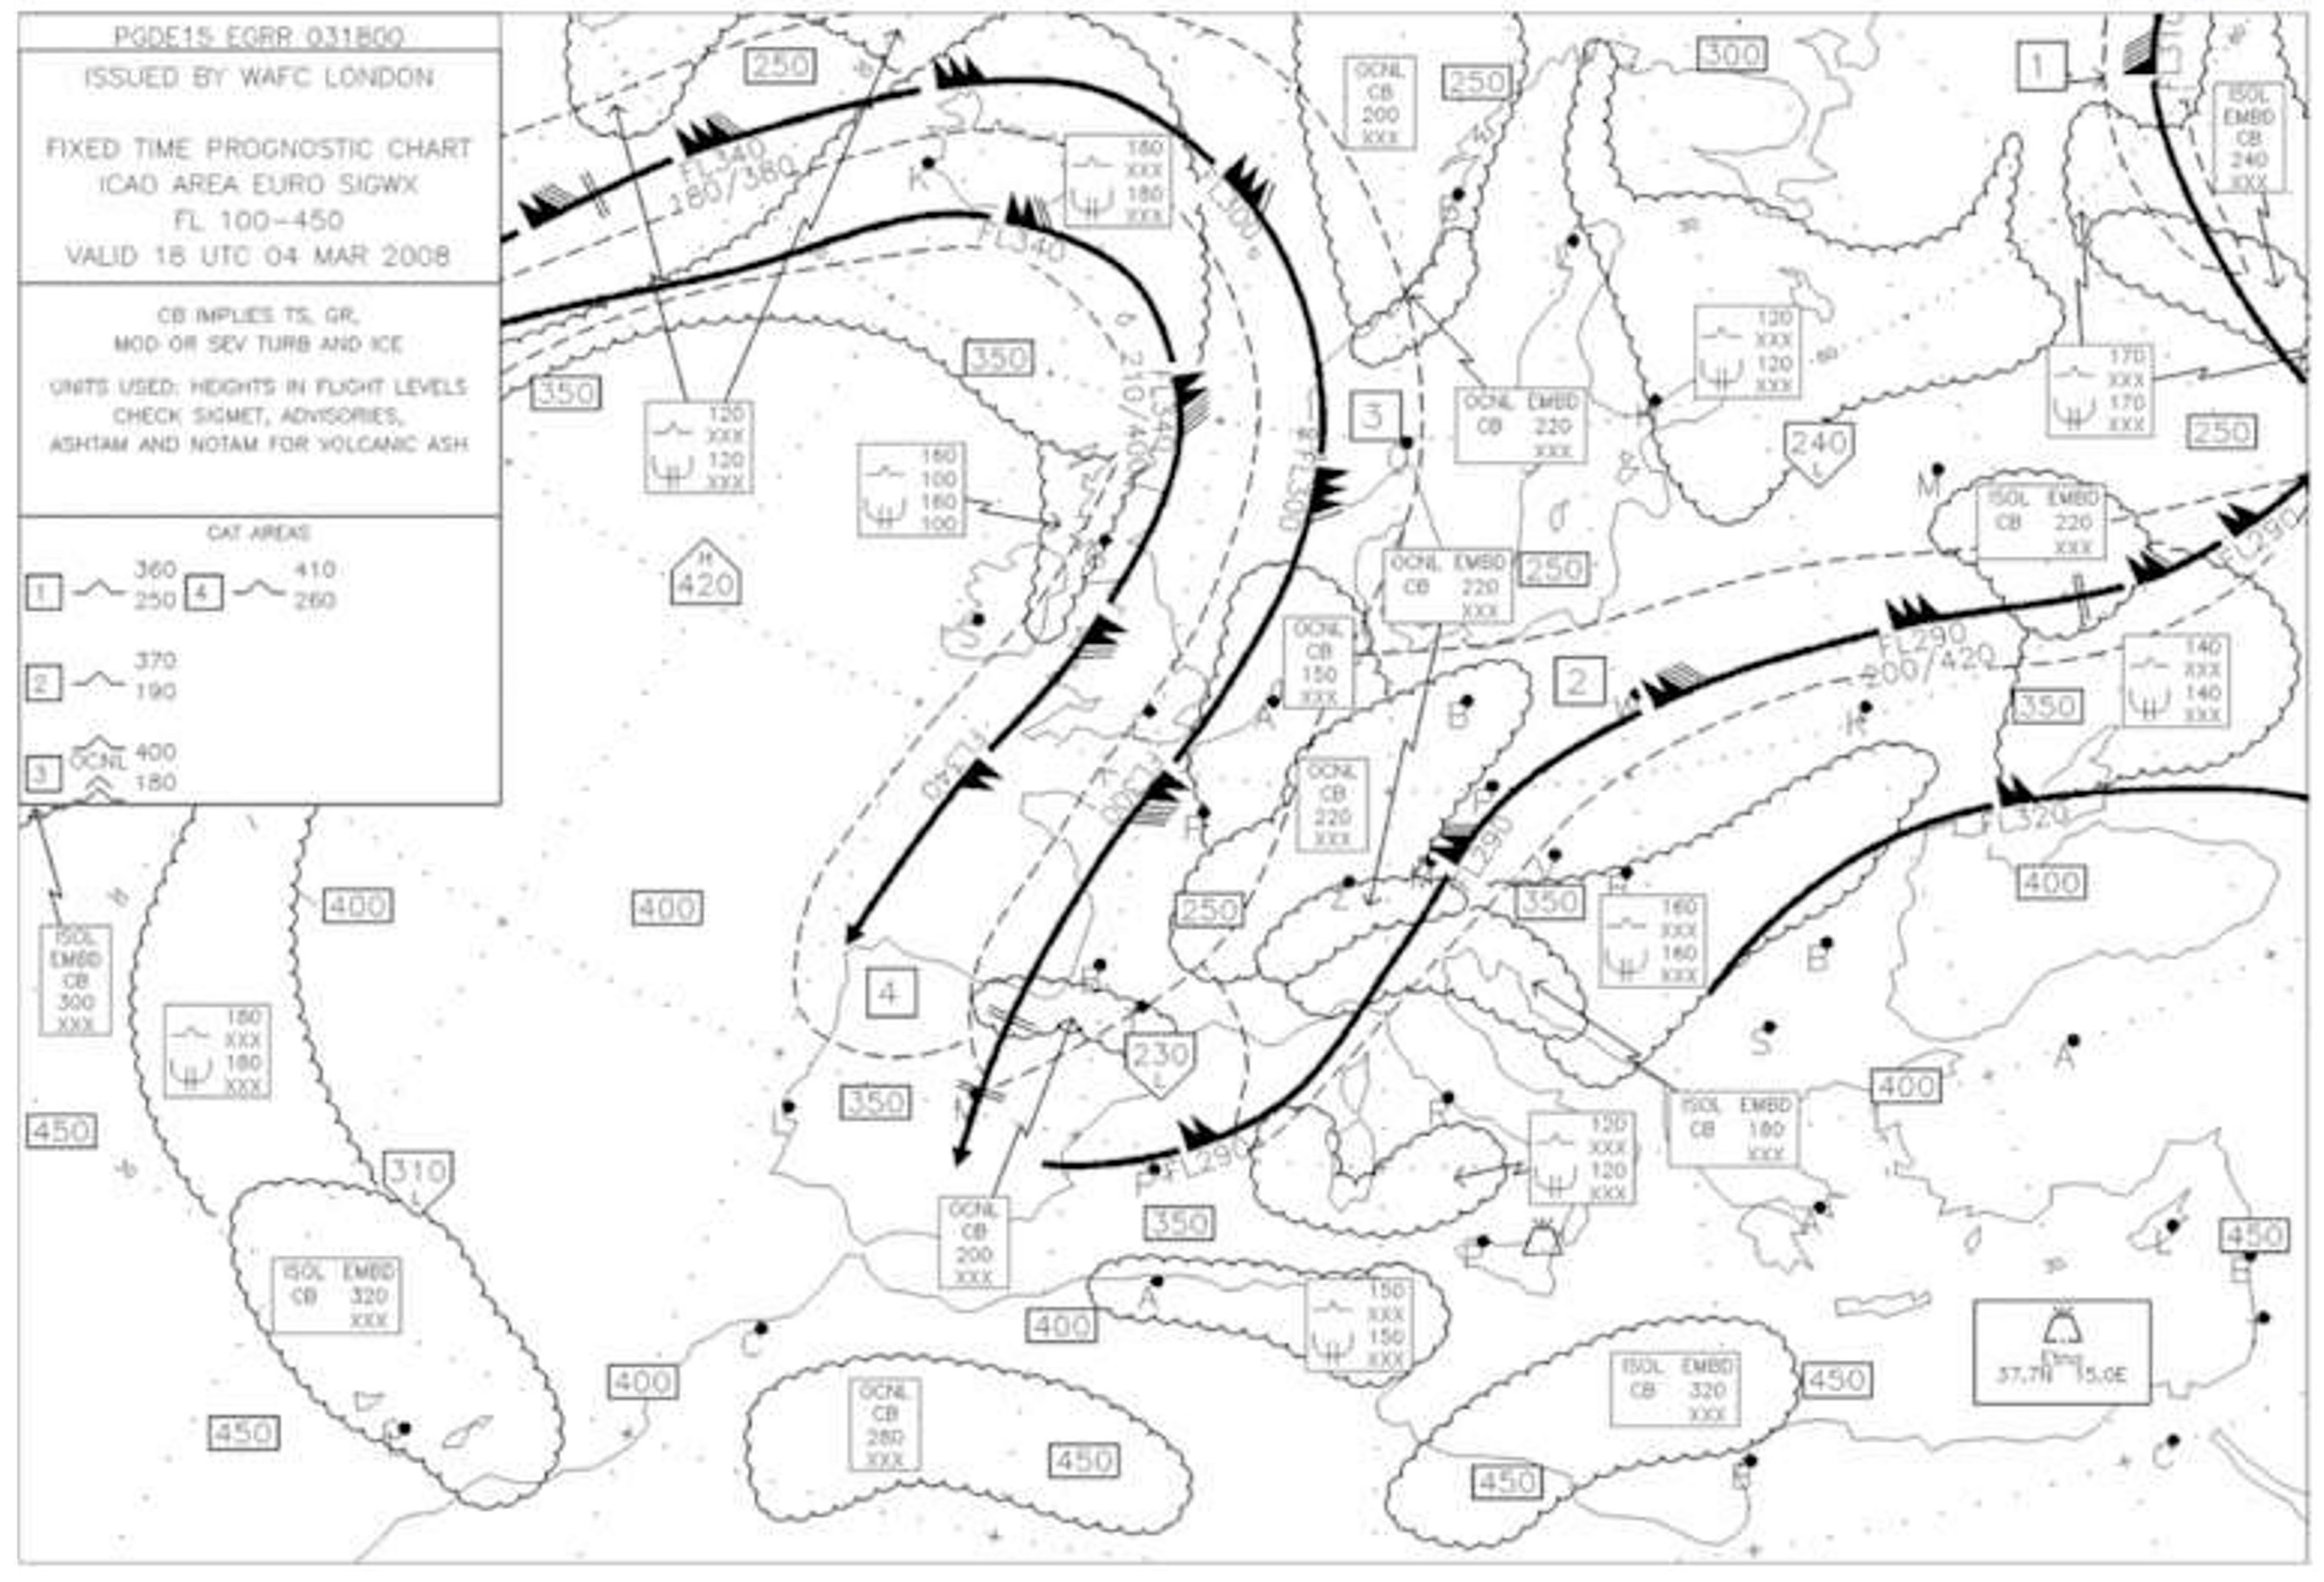 PGDE15 EGRR 031800
ISSUED BY WAFC LONDON
FIXED TIME PROGNOSTIC CHART
ICAO AREA EURO SIGWX
FL 100-450
VALID 18 UTC 04 MAR 2008
CB IMPLIES TS, GR,
MOD OR SEV TURB AND ICE
UNITS USED: HEIGHTS IN FLIGHT LEVELS
CHECK SIGMET, ADVISORIES,
ASHTAM AND NOTAM FOR VOLCANIC ASH
CAT AREAS
1 360 250
4 410 260
2 370 190
3 OCNL 400 180
250
OCNL
CB
200
XXX
250
300
1
ISOL
EMBD
CB
240
XXX
FL340
180/380
K
180
XXX
180
XXX
FL340
350
350
120
XXX
120
XXX
160
100
160
100
H
420
3
OCNL EMBD
CB 220
XXX
120
XXX
120
XXX
240
L
170
XXX
170
XXX
250
M
ISOL EMBD
CB 220
XXX
FL290
FL300
OCNL EMBD
CB 220
XXX
250
S
OCNL
CB
150
XXX
A
B
2
FL290
200/420
K
350
140
XXX
140
XXX
FL340
OCNL
CB
220
XXX
P
FL320
400
400
400
250
Z
350
160
XXX
160
XXX
B
S
A
ISOL
EMBD
CB
300
XXX
180
XXX
180
XXX
4
230
L
350
L
450
310
L
P
FL290
R
120
XXX
120
XXX
ISOL EMBD
CB 180
XXX
400
350
OCNL
CB
200
XXX
A
450
ISOL EMBD
CB 320
XXX
400
A
150
XXX
150
XXX
C
400
OCNL
CB
280
XXX
450
450
ISOL EMBD
CB 320
XXX
450
450
Etna
37.7N 15.0E
C